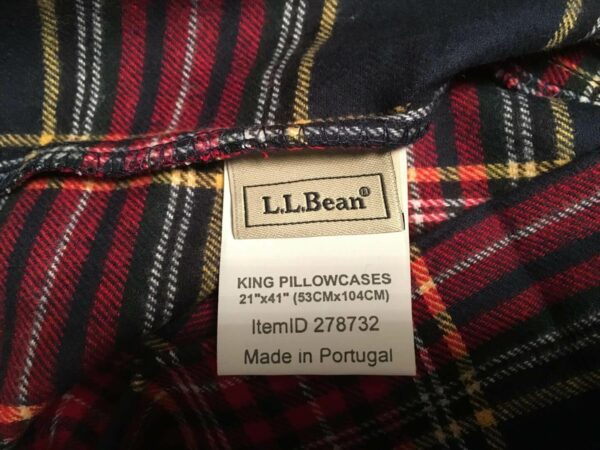 L.L.Bean®
KING PILLOWCASES
21"x41" (53CMx104CM)
ItemID 278732
Made in Portugal